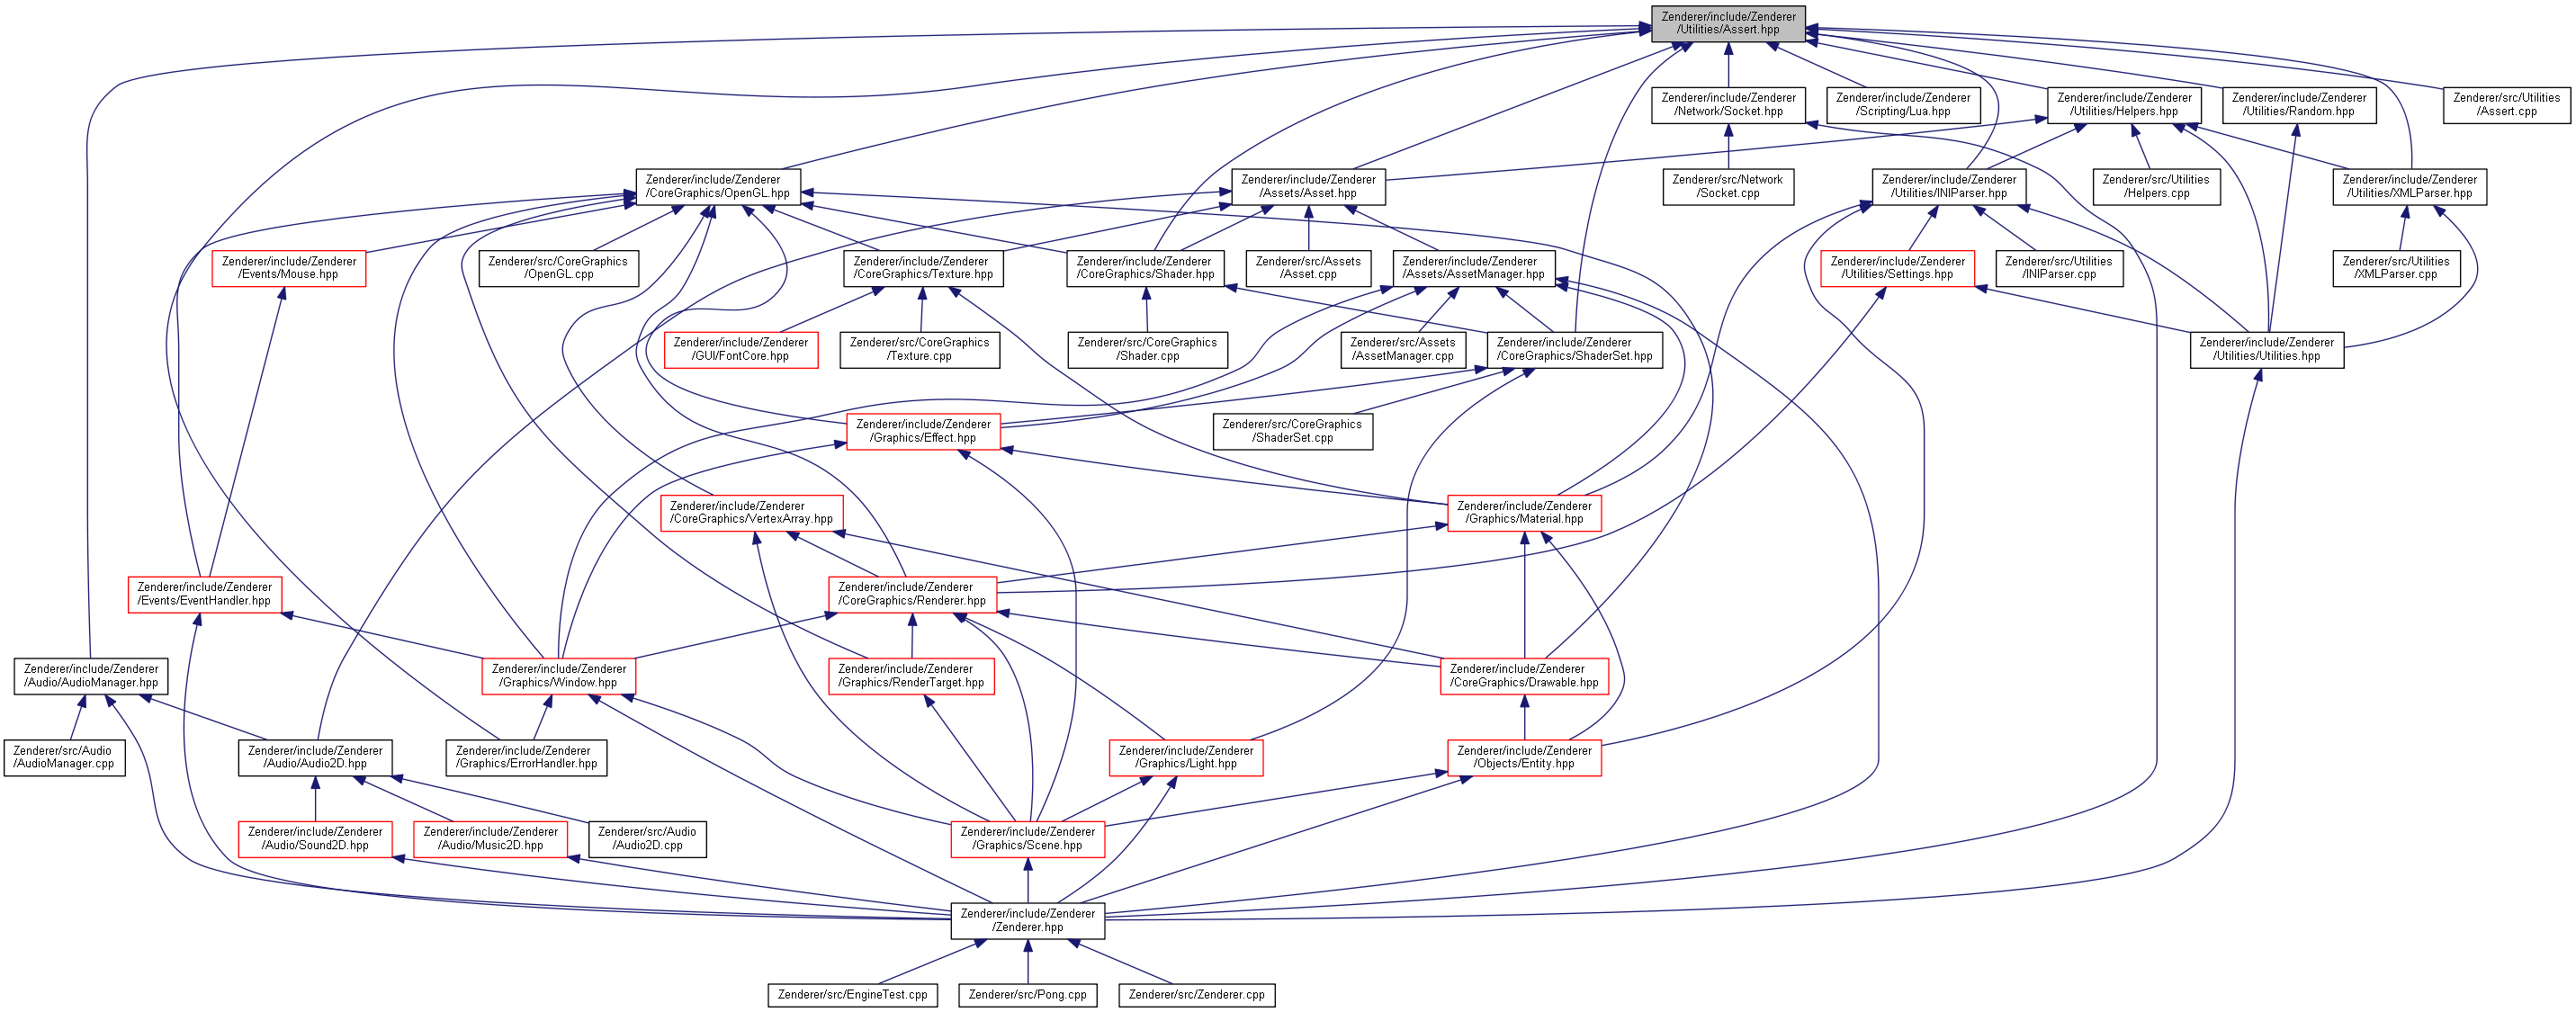 Zenderer/include/Zenderer
/Utilities/Assert.hpp
Zenderer/include/Zenderer
/Network/Socket.hpp
Zenderer/include/Zenderer
/Scripting/Lua.hpp
Zenderer/include/Zenderer
/Utilities/Helpers.hpp
Zenderer/include/Zenderer
/Utilities/Random.hpp
Zenderer/src/Utilities
/Assert.cpp
Zenderer/include/Zenderer
/CoreGraphics/OpenGL.hpp
Zenderer/include/Zenderer
/Assets/Asset.hpp
Zenderer/src/Network
/Socket.cpp
Zenderer/include/Zenderer
/Utilities/INIParser.hpp
Zenderer/src/Utilities
/Helpers.cpp
Zenderer/include/Zenderer
/Utilities/XMLParser.hpp
Zenderer/include/Zenderer
/Events/Mouse.hpp
Zenderer/src/CoreGraphics
/OpenGL.cpp
Zenderer/include/Zenderer
/CoreGraphics/Texture.hpp
Zenderer/include/Zenderer
/CoreGraphics/Shader.hpp
Zenderer/src/Assets
/Asset.cpp
Zenderer/include/Zenderer
/Assets/AssetManager.hpp
Zenderer/include/Zenderer
/Utilities/Settings.hpp
Zenderer/src/Utilities
/INIParser.cpp
Zenderer/src/Utilities
/XMLParser.cpp
Zenderer/include/Zenderer
/GUI/FontCore.hpp
Zenderer/src/CoreGraphics
/Texture.cpp
Zenderer/src/CoreGraphics
/Shader.cpp
Zenderer/src/Assets
/AssetManager.cpp
Zenderer/include/Zenderer
/CoreGraphics/ShaderSet.hpp
Zenderer/include/Zenderer
/Utilities/Utilities.hpp
Zenderer/include/Zenderer
/Graphics/Effect.hpp
Zenderer/src/CoreGraphics
/ShaderSet.cpp
Zenderer/include/Zenderer
/CoreGraphics/VertexArray.hpp
Zenderer/include/Zenderer
/Graphics/Material.hpp
Zenderer/include/Zenderer
/Events/EventHandler.hpp
Zenderer/include/Zenderer
/CoreGraphics/Renderer.hpp
Zenderer/include/Zenderer
/Audio/AudioManager.hpp
Zenderer/include/Zenderer
/Graphics/Window.hpp
Zenderer/include/Zenderer
/Graphics/RenderTarget.hpp
Zenderer/include/Zenderer
/CoreGraphics/Drawable.hpp
Zenderer/src/Audio
/AudioManager.cpp
Zenderer/include/Zenderer
/Audio/Audio2D.hpp
Zenderer/include/Zenderer
/Graphics/ErrorHandler.hpp
Zenderer/include/Zenderer
/Graphics/Light.hpp
Zenderer/include/Zenderer
/Objects/Entity.hpp
Zenderer/include/Zenderer
/Audio/Sound2D.hpp
Zenderer/include/Zenderer
/Audio/Music2D.hpp
Zenderer/src/Audio
/Audio2D.cpp
Zenderer/include/Zenderer
/Graphics/Scene.hpp
Zenderer/include/Zenderer
/Zenderer.hpp
Zenderer/src/EngineTest.cpp
Zenderer/src/Pong.cpp
Zenderer/src/Zenderer.cpp